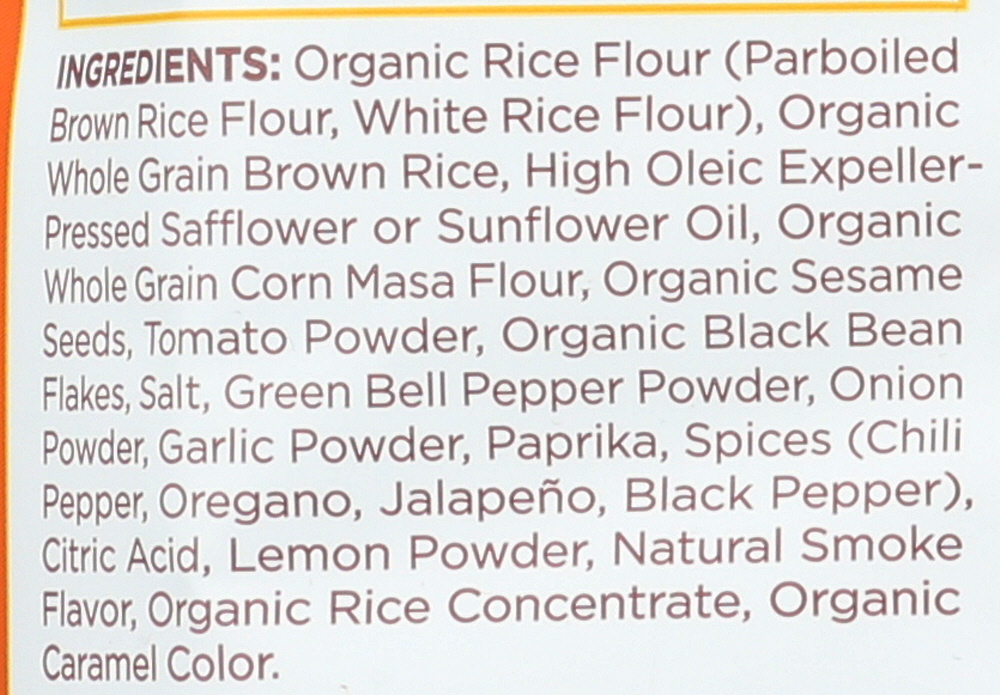 INGREDIENTS: Organic Rice Flour (Parboiled
Brown Rice Flour, White Rice Flour), Organic
Whole Grain Brown Rice, High Oleic Expeller-
Pressed Safflower or Sunflower Oil, Organic
Whole Grain Corn Masa Flour, Organic Sesame
Seeds, Tomato Powder, Organic Black Bean
Flakes, Salt, Green Bell Pepper Powder, Onion
Powder, Garlic Powder, Paprika, Spices (Chili
Pepper, Oregano, Jalapeño, Black Pepper),
Citric Acid, Lemon Powder, Natural Smoke
Flavor, Organic Rice Concentrate, Organic
Caramel Color.